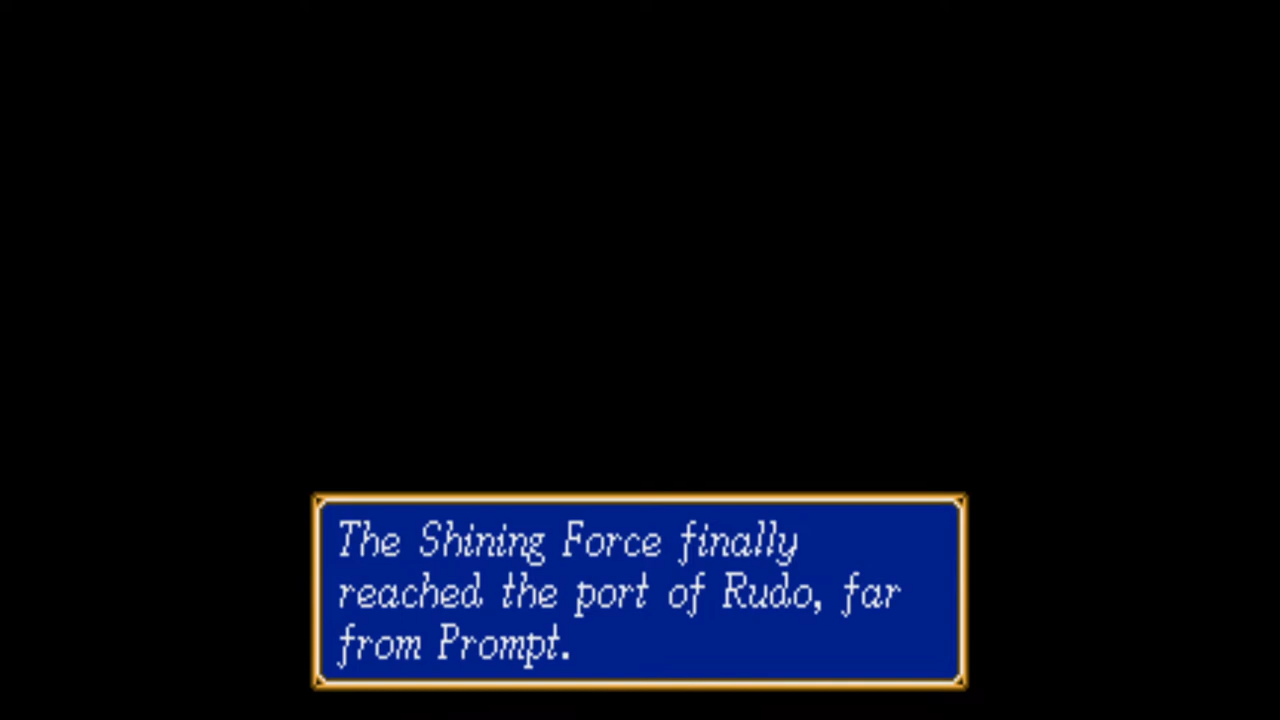 The Shining Force finally
reached the port of Rudo, far
from Prompt.